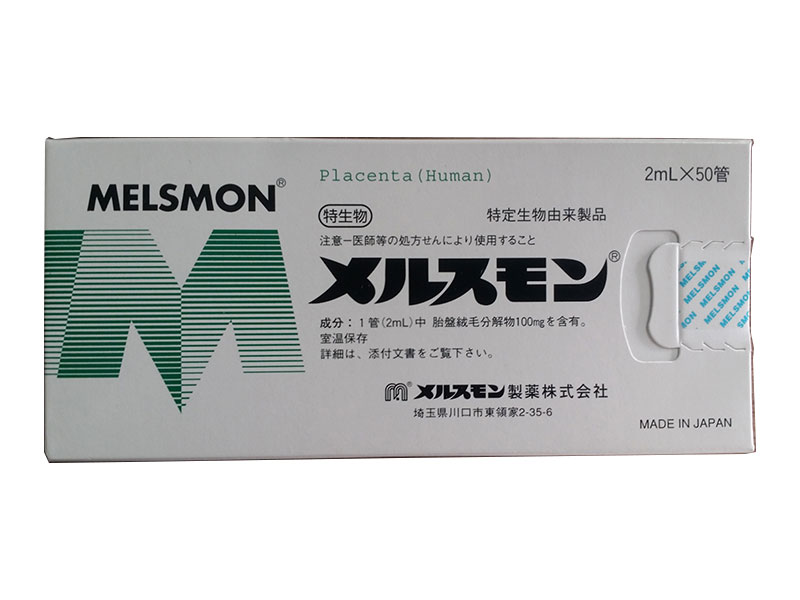 MELSMON®
Placenta (Human)
2mL×50管
特生物
特定生物由来製品
注意-医師等の処方せんにより使用すること
メルスモン®
成分：1管(2mL)中 胎盤絨毛分解物100mgを含有。
室温保存
詳細は、添付文書をご覧下さい。
メルスモン製薬株式会社
埼玉県川口市東領家2-35-6
MADE IN JAPAN
MELSMON
MELSMON
MELSMON
MELSMON